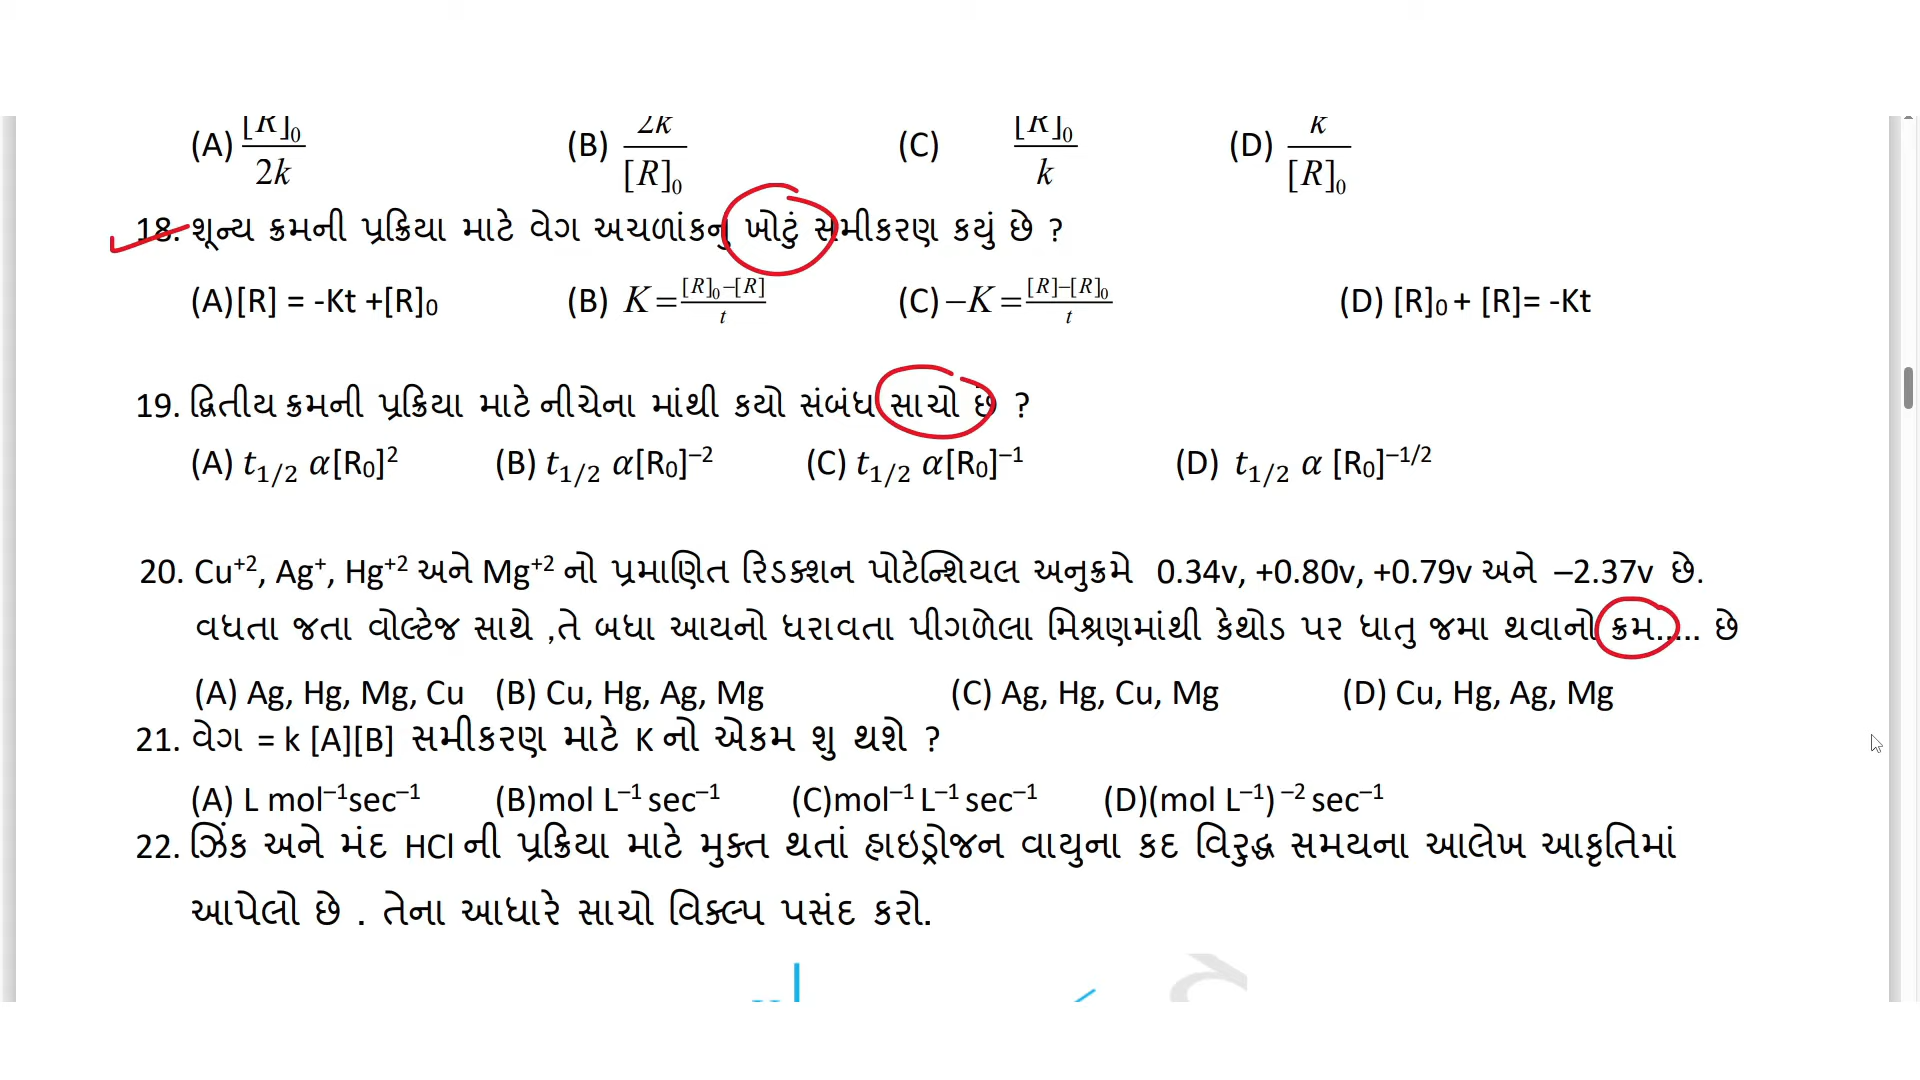 (A) [R]₀/2k (B) 2k/[R]₀ (C) [R]₀/k (D) k/[R]₀
18. શૂન્ય ક્રમની પ્રક્રિયા માટે વેગ અચળાંકનુ ખોટું સમીકરણ કયું છે ?
(A)[R] = -Kt +[R]₀ (B) K = [R]₀−[R]/t (C) −K = [R]−[R]₀/t (D) [R]₀ + [R]= -Kt
19. દ્વિતીય ક્રમની પ્રક્રિયા માટે નીચેના માંથી કયો સંબંધ સાચો છે ?
(A) t₁/₂ α[R₀]² (B) t₁/₂ α[R₀]⁻² (C) t₁/₂ α[R₀]⁻¹ (D) t₁/₂ α [R₀]⁻¹/²
20. Cu⁺², Ag⁺, Hg⁺² અને Mg⁺² નો પ્રમાણિત રિડક્શન પોટેન્શિયલ અનુક્રમે 0.34v, +0.80v, +0.79v અને –2.37v છે.
વધતા જતા વોલ્ટેજ સાથે ,તે બધા આયનો ધરાવતા પીગળેલા મિશ્રણમાંથી કેથોડ પર ધાતુ જમા થવાનો ક્રમ..... છે
(A) Ag, Hg, Mg, Cu (B) Cu, Hg, Ag, Mg (C) Ag, Hg, Cu, Mg (D) Cu, Hg, Ag, Mg
21. વેગ = k [A][B] સમીકરણ માટે K નો એકમ શુ થશે ?
(A) L mol⁻¹sec⁻¹ (B)mol L⁻¹ sec⁻¹ (C)mol⁻¹ L⁻¹ sec⁻¹ (D)(mol L⁻¹) ⁻² sec⁻¹
22. ઝિંક અને મંદ HCl ની પ્રક્રિયા માટે મુક્ત થતાં હાઇડ્રોજન વાયુના કદ વિરુદ્ધ સમયના આલેખ આકૃતિમાં
આપેલો છે . તેના આધારે સાચો વિકલ્પ પસંદ કરો.